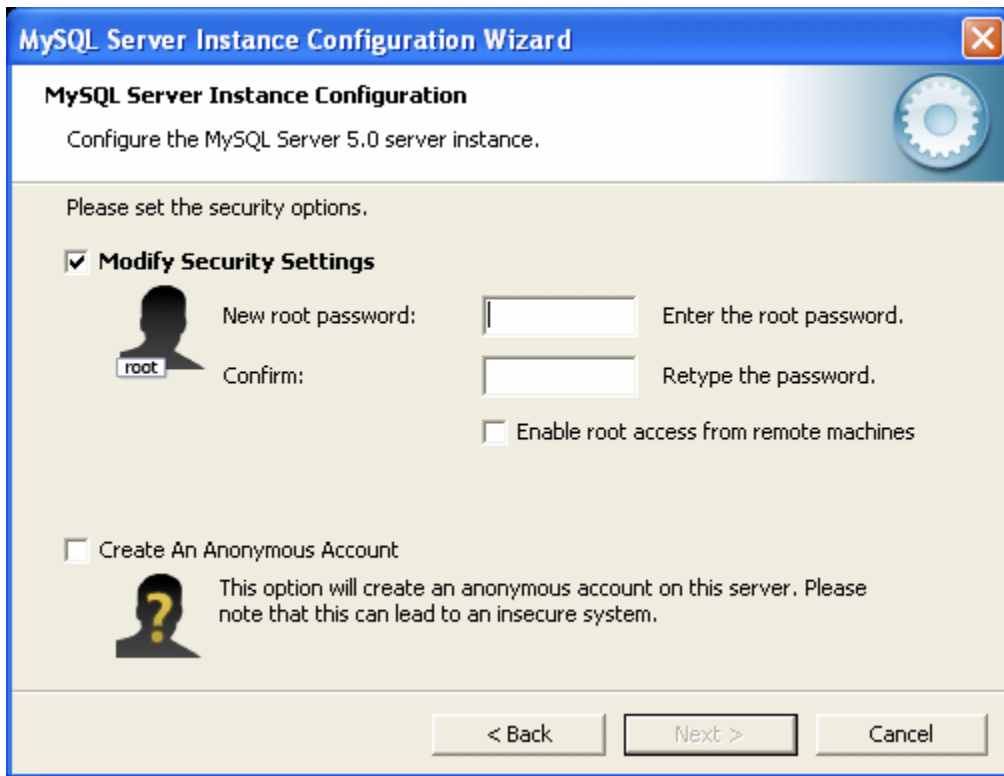 MySQL Server Instance Configuration Wizard
MySQL Server Instance Configuration
Configure the MySQL Server 5.0 server instance.
Please set the security options.
Modify Security Settings
root
New root password:
Enter the root password.
Confirm:
Retype the password.
Enable root access from remote machines
Create An Anonymous Account
?
This option will create an anonymous account on this server. Please
note that this can lead to an insecure system.
< Back
Next >
Cancel